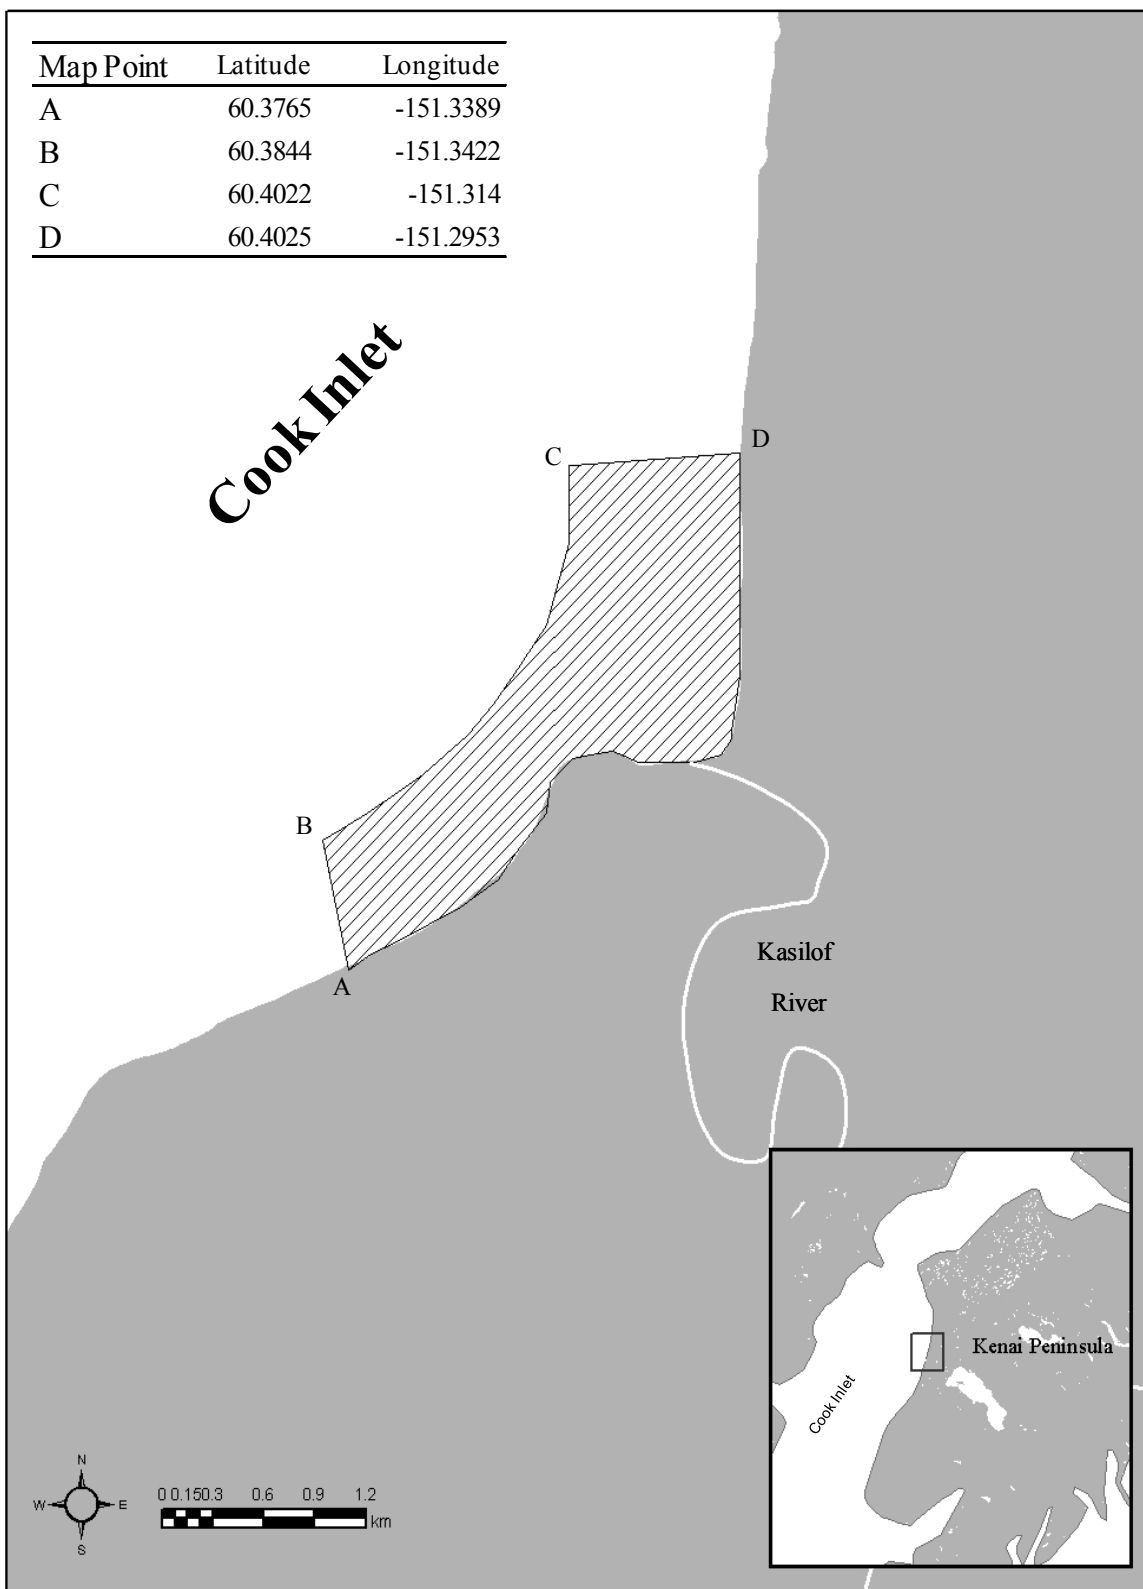 Map Point Latitude Longitude
A 60.3765 -151.3389
B 60.3844 -151.3422
C 60.4022 -151.314
D 60.4025 -151.2953
Cook Inlet
C
D
B
A
Kasilof
River
Kenai Peninsula
Cook Inlet
N
W E
S
0 0.150.3 0.6 0.9 1.2
km